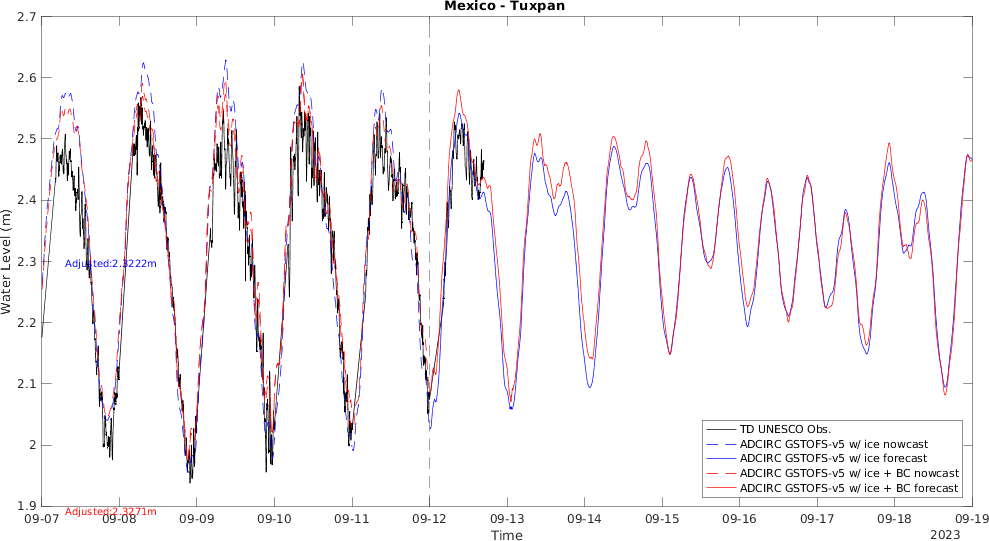 Mexico - Tuxpan
2.7
2.6
2.5
2.4
2.3
2.2
2.1
2
1.9
Water Level (m)
Adjusted:2.3222m
Adjusted:2.3271m
TD UNESCO Obs.
ADCIRC GSTOFS-v5 w/ ice nowcast
ADCIRC GSTOFS-v5 w/ ice forecast
ADCIRC GSTOFS-v5 w/ ice + BC nowcast
ADCIRC GSTOFS-v5 w/ ice + BC forecast
09-07 09-08 09-09 09-10 09-11 09-12 09-13 09-14 09-15 09-16 09-17 09-18 09-19
Time
2023